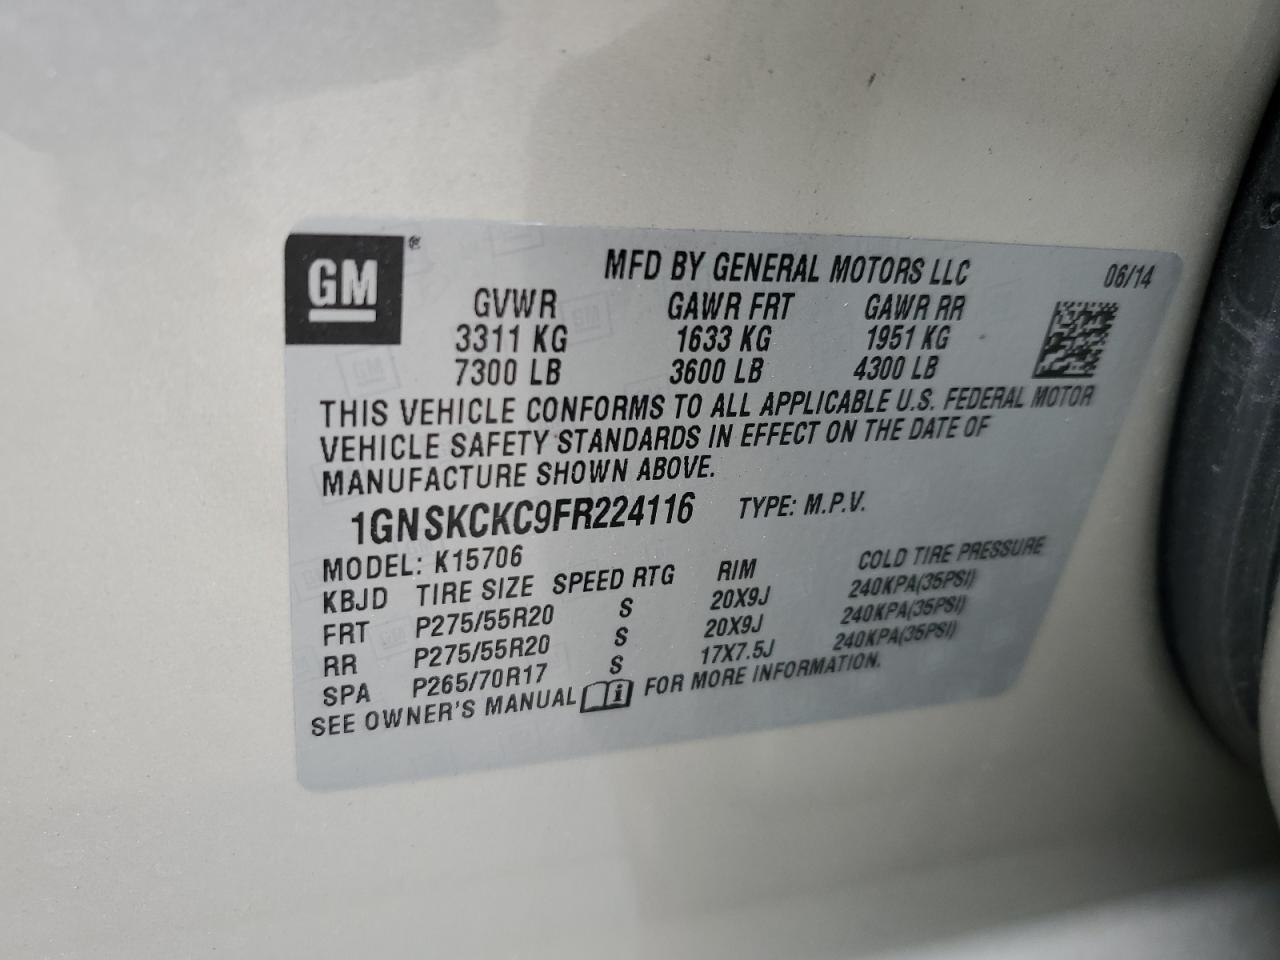 GM ®
MFD BY GENERAL MOTORS LLC 06/14
GVWR GAWR FRT GAWR RR
3311 KG 1633 KG 1951 KG
7300 LB 3600 LB 4300 LB
THIS VEHICLE CONFORMS TO ALL APPLICABLE U.S. FEDERAL MOTOR
VEHICLE SAFETY STANDARDS IN EFFECT ON THE DATE OF
MANUFACTURE SHOWN ABOVE.
1GNSKCKC9FR224116 TYPE: M.P.V.
MODEL: K15706
KBJD TIRE SIZE SPEED RTG RIM COLD TIRE PRESSURE
FRT P275/55R20 S 20X9J 240KPA(35PSI)
RR P275/55R20 S 20X9J 240KPA(35PSI)
SPA P265/70R17 S 17X7.5J 240KPA(35PSI)
SEE OWNER'S MANUAL FOR MORE INFORMATION.